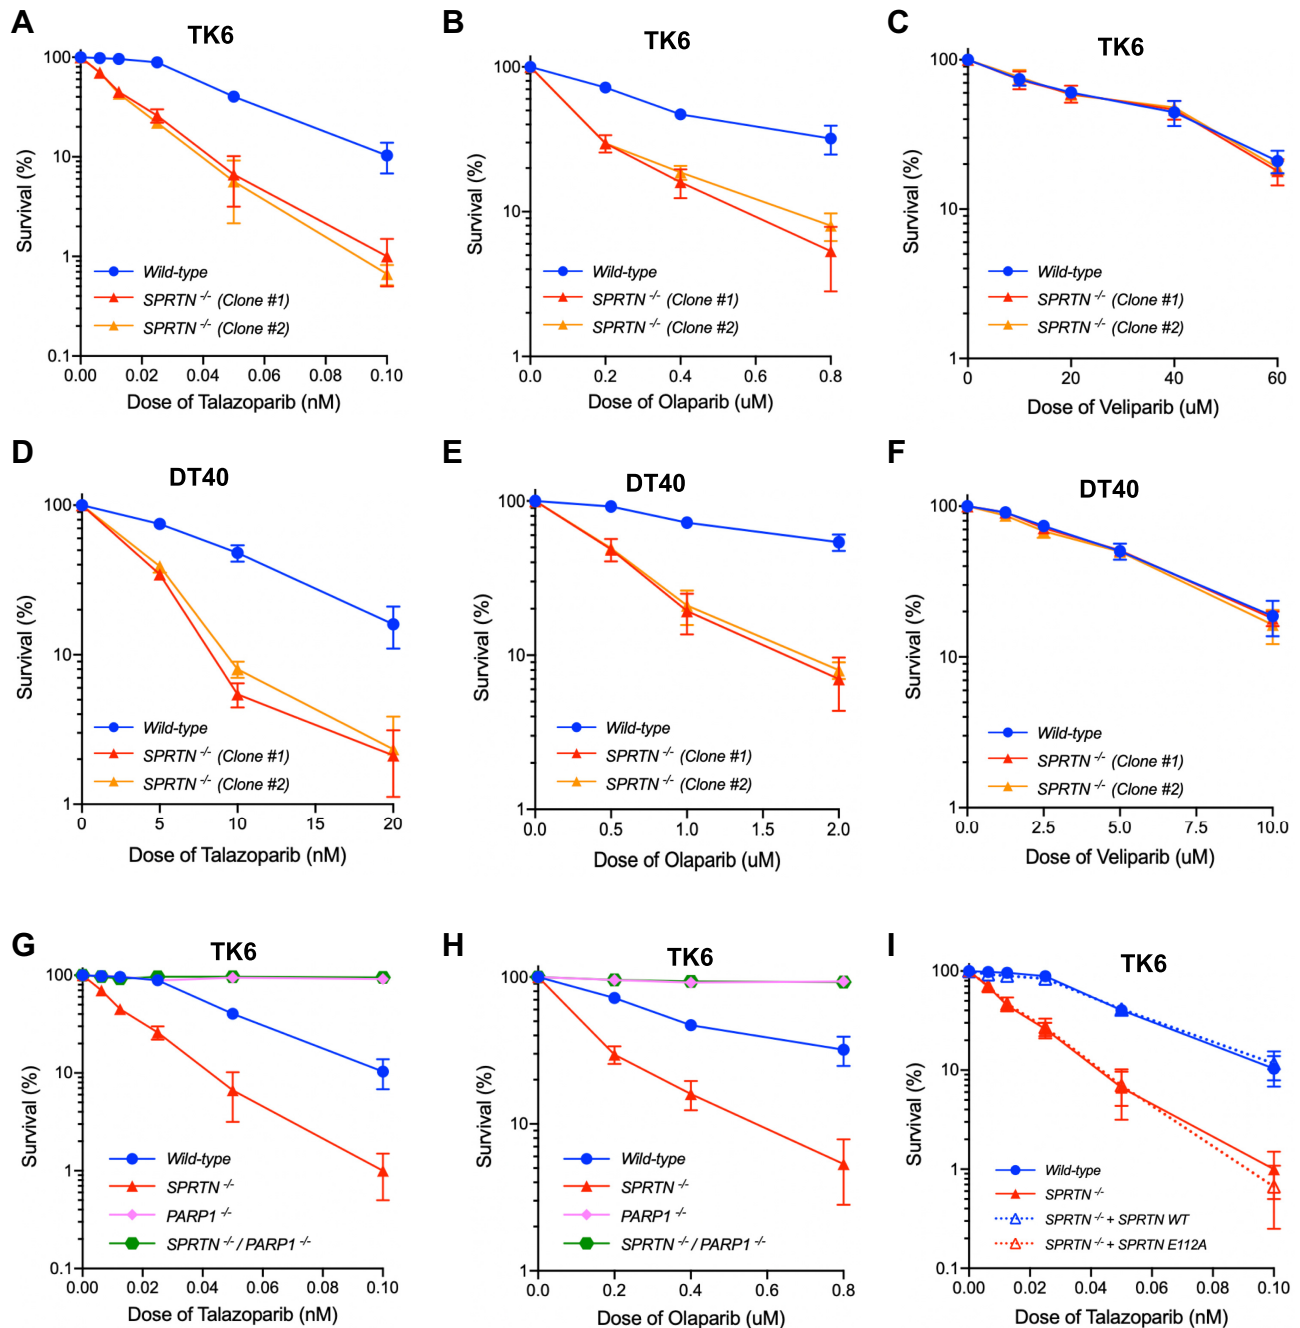 A
TK6
100
10
1
0.1
Survival (%)
Wild-type
SPRTN -/- (Clone #1)
SPRTN -/- (Clone #2)
0.00 0.02 0.04 0.06 0.08 0.10
Dose of Talazoparib (nM)
B
TK6
100
10
1
Survival (%)
Wild-type
SPRTN -/- (Clone #1)
SPRTN -/- (Clone #2)
0.0 0.2 0.4 0.6 0.8
Dose of Olaparib (uM)
C
TK6
100
10
1
Survival (%)
Wild-type
SPRTN -/- (Clone #1)
SPRTN -/- (Clone #2)
0 20 40 60
Dose of Veliparib (uM)
D
DT40
100
10
1
Survival (%)
Wild-type
SPRTN -/- (Clone #1)
SPRTN -/- (Clone #2)
0 5 10 15 20
Dose of Talazoparib (nM)
E
DT40
100
10
1
Survival (%)
Wild-type
SPRTN -/- (Clone #1)
SPRTN -/- (Clone #2)
0.0 0.5 1.0 1.5 2.0
Dose of Olaparib (uM)
F
DT40
100
10
1
Survival (%)
Wild-type
SPRTN -/- (Clone #1)
SPRTN -/- (Clone #2)
0.0 2.5 5.0 7.5 10.0
Dose of Veliparib (uM)
G
TK6
100
10
1
0.1
Survival (%)
Wild-type
SPRTN -/-
PARP1 -/-
SPRTN -/- / PARP1 -/-
0.00 0.02 0.04 0.06 0.08 0.10
Dose of Talazoparib (nM)
H
TK6
100
10
1
Survival (%)
Wild-type
SPRTN -/-
PARP1 -/-
SPRTN -/- / PARP1 -/-
0.0 0.2 0.4 0.6 0.8
Dose of Olaparib (uM)
I
TK6
100
10
1
0.1
Survival (%)
Wild-type
SPRTN -/-
SPRTN -/- + SPRTN WT
SPRTN -/- + SPRTN E112A
0.00 0.02 0.04 0.06 0.08 0.10
Dose of Talazoparib (nM)